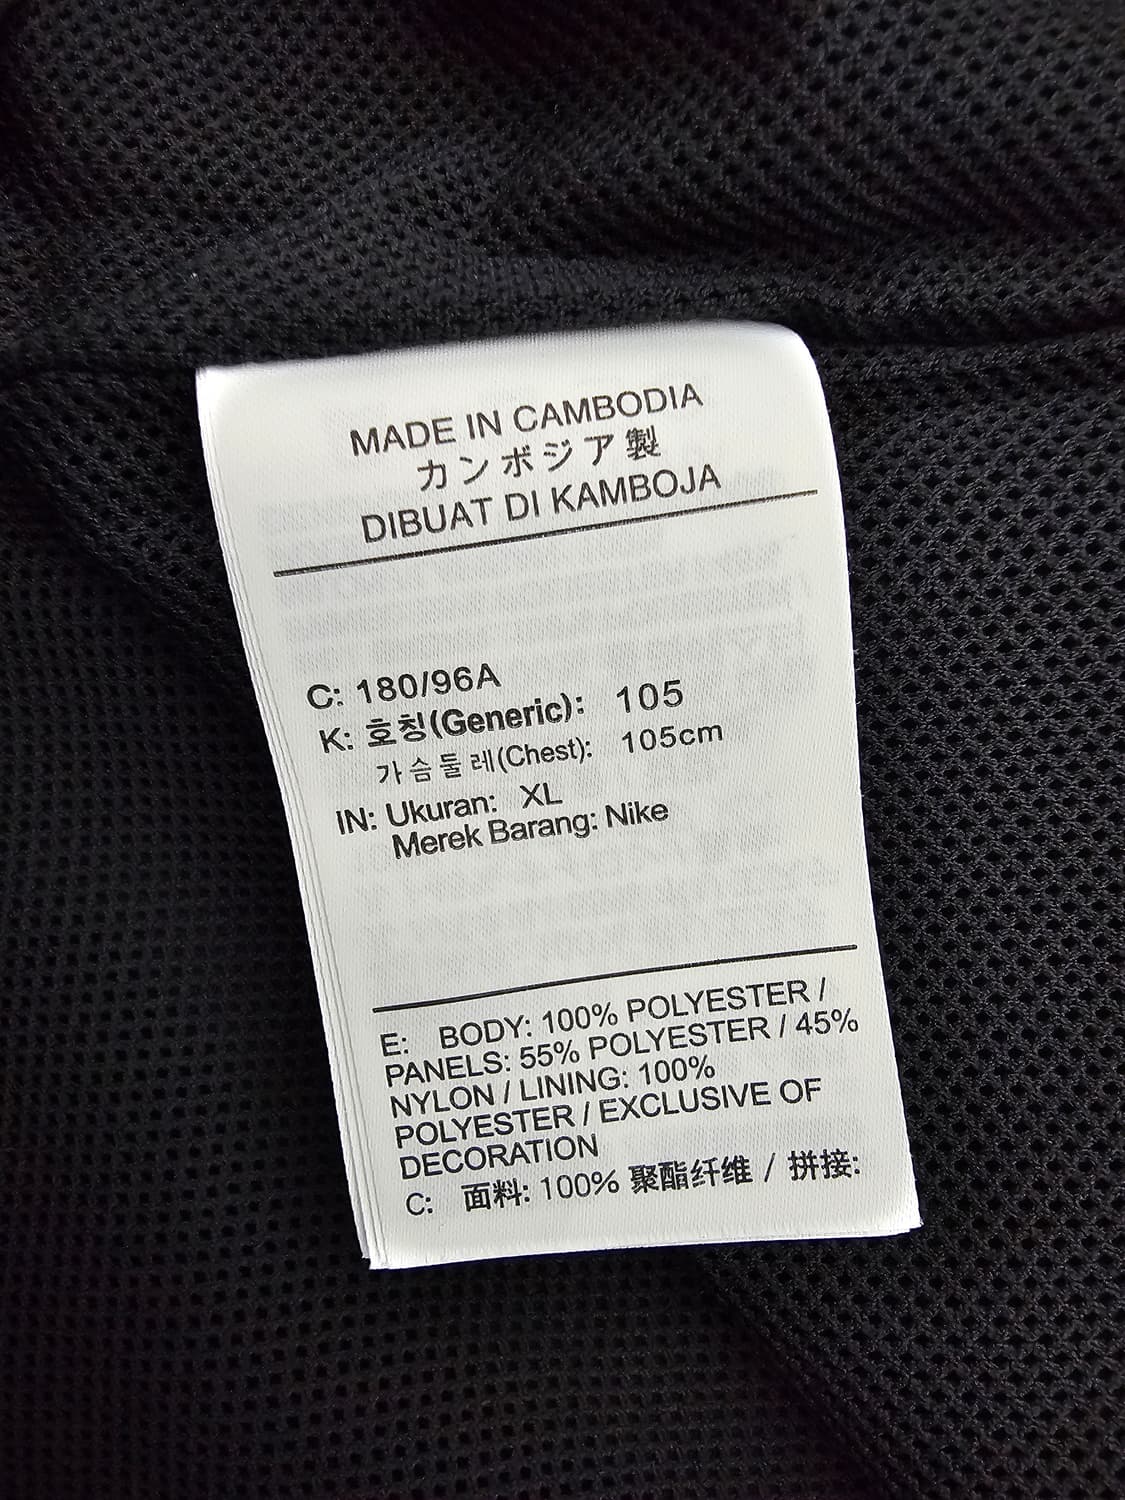 MADE IN CAMBODIA
カンボジア製
DIBUAT DI KAMBOJA
C: 180/96A
K: 호칭(Generic): 105
가슴둘레(Chest): 105cm
IN: Ukuran: XL
Merek Barang: Nike
E: BODY: 100% POLYESTER /
PANELS: 55% POLYESTER / 45%
NYLON / LINING: 100%
POLYESTER / EXCLUSIVE OF
DECORATION
C: 面料: 100% 聚酯纤维 / 拼接: